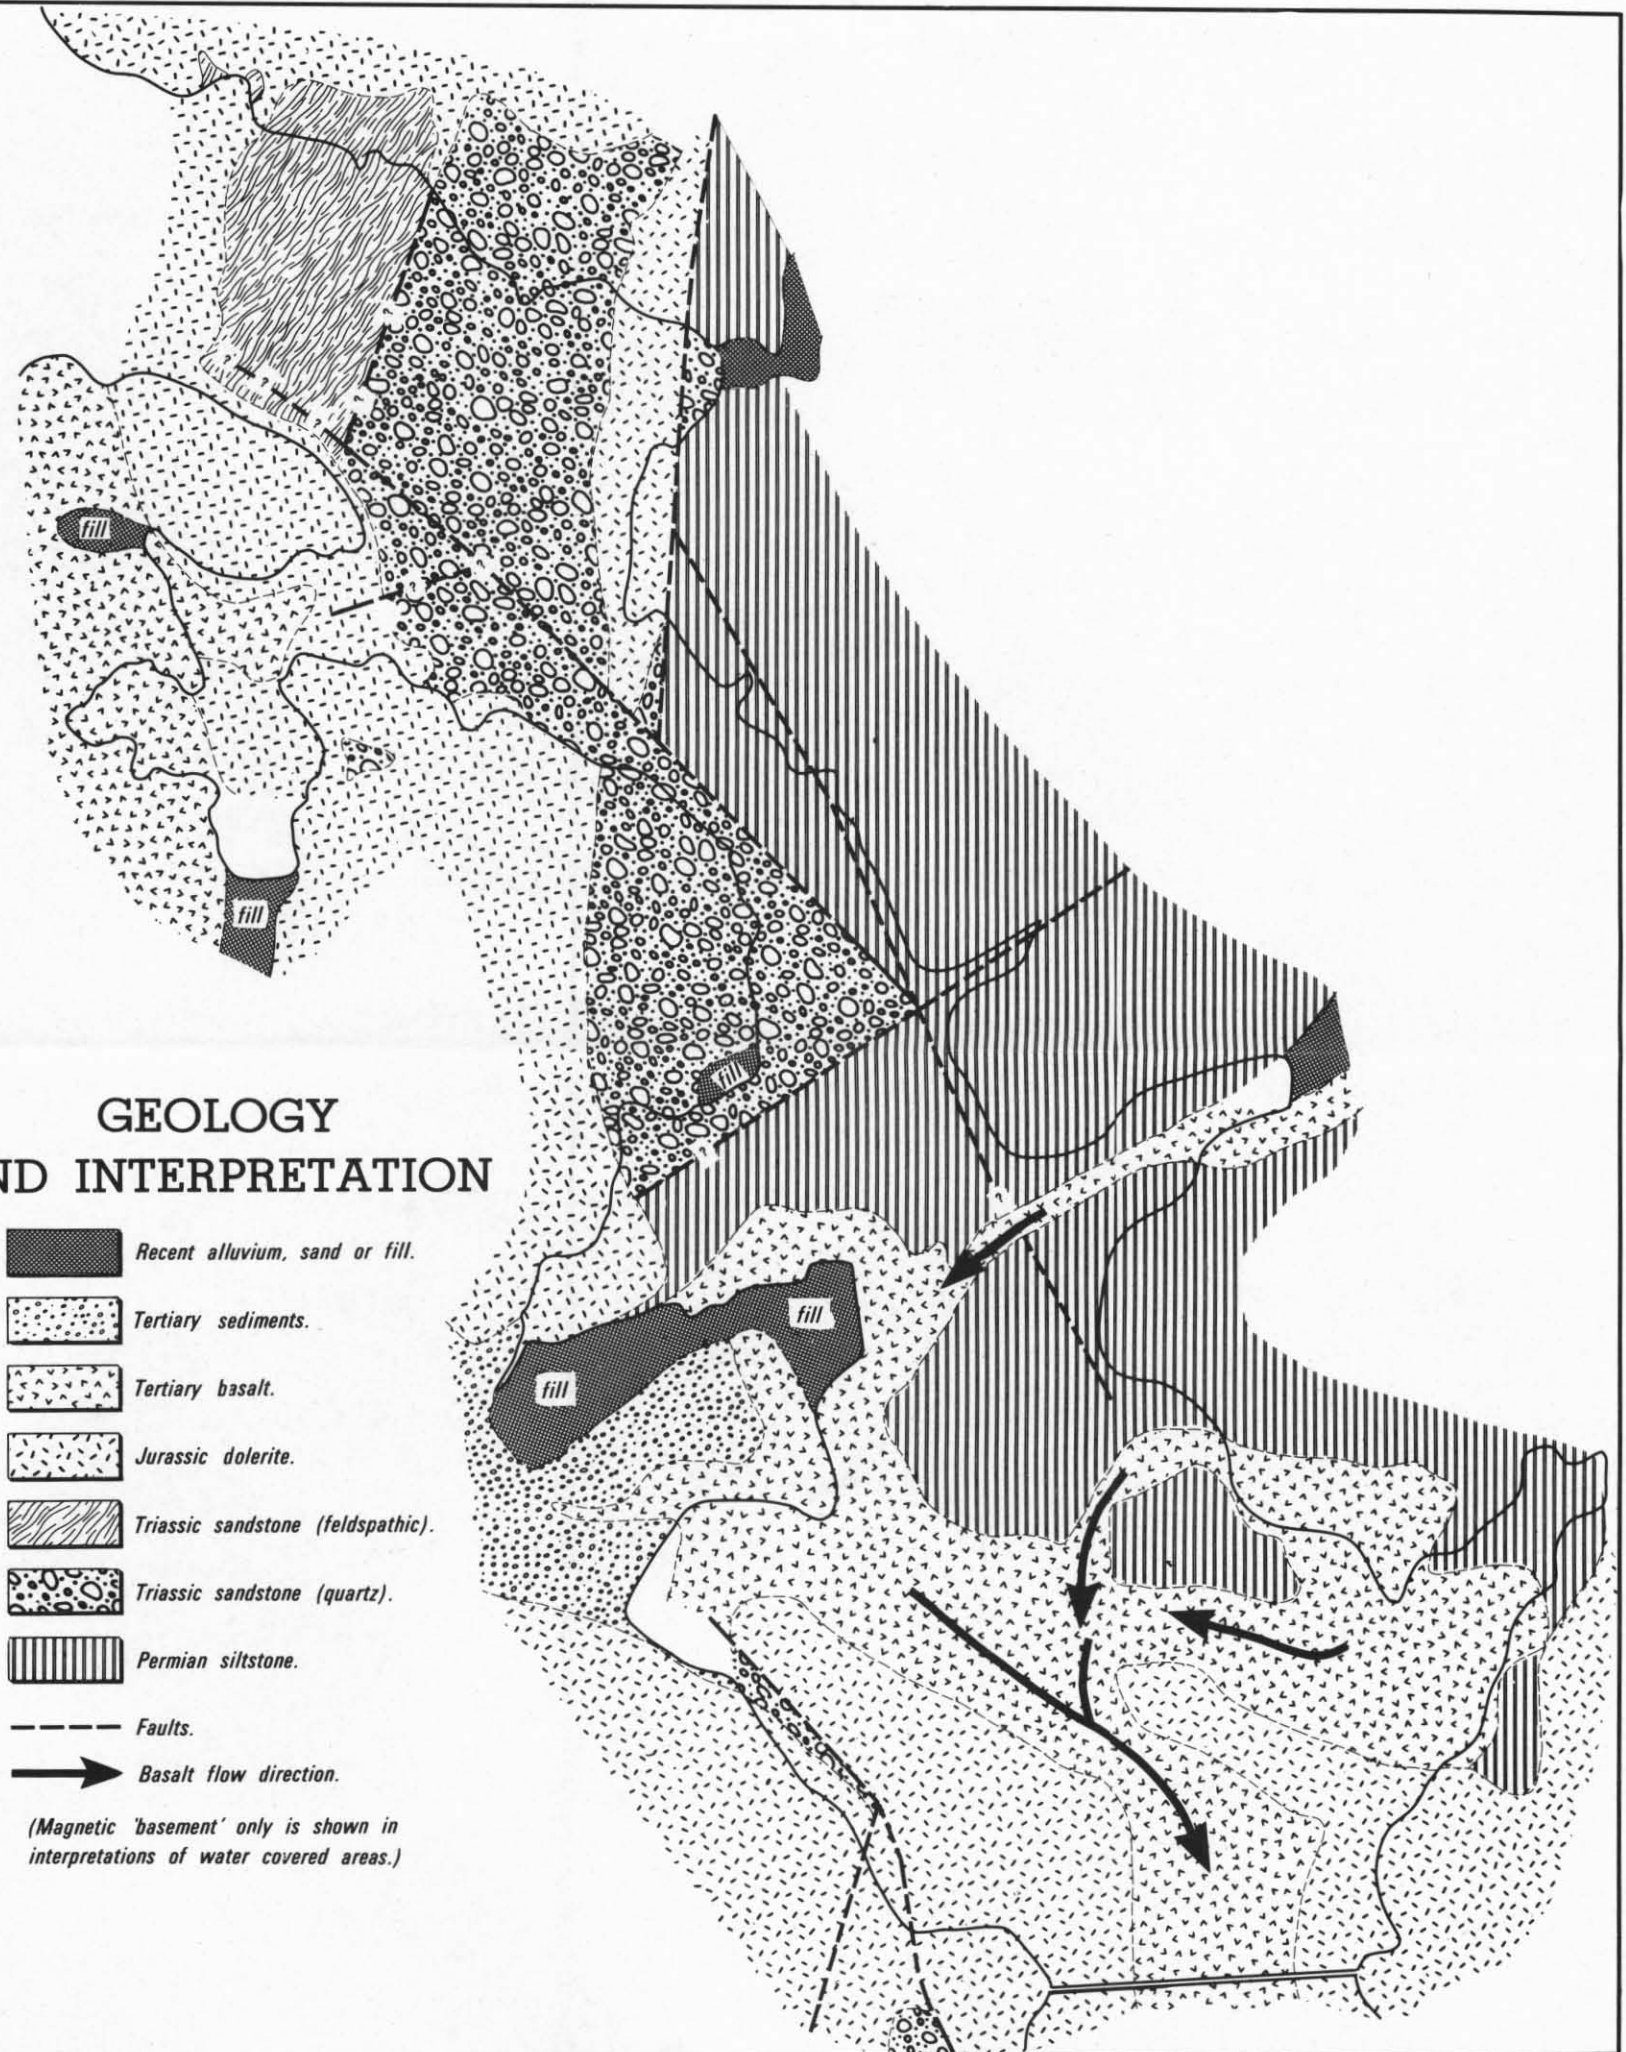 fill
fill
fill
fill
fill
GEOLOGY
ND INTERPRETATION
Recent alluvium, sand or fill.
Tertiary sediments.
Tertiary basalt.
Jurassic dolerite.
Triassic sandstone (feldspathic).
Triassic sandstone (quartz).
Permian siltstone.
Faults.
Basalt flow direction.
(Magnetic 'basement' only is shown in
interpretations of water covered areas.)